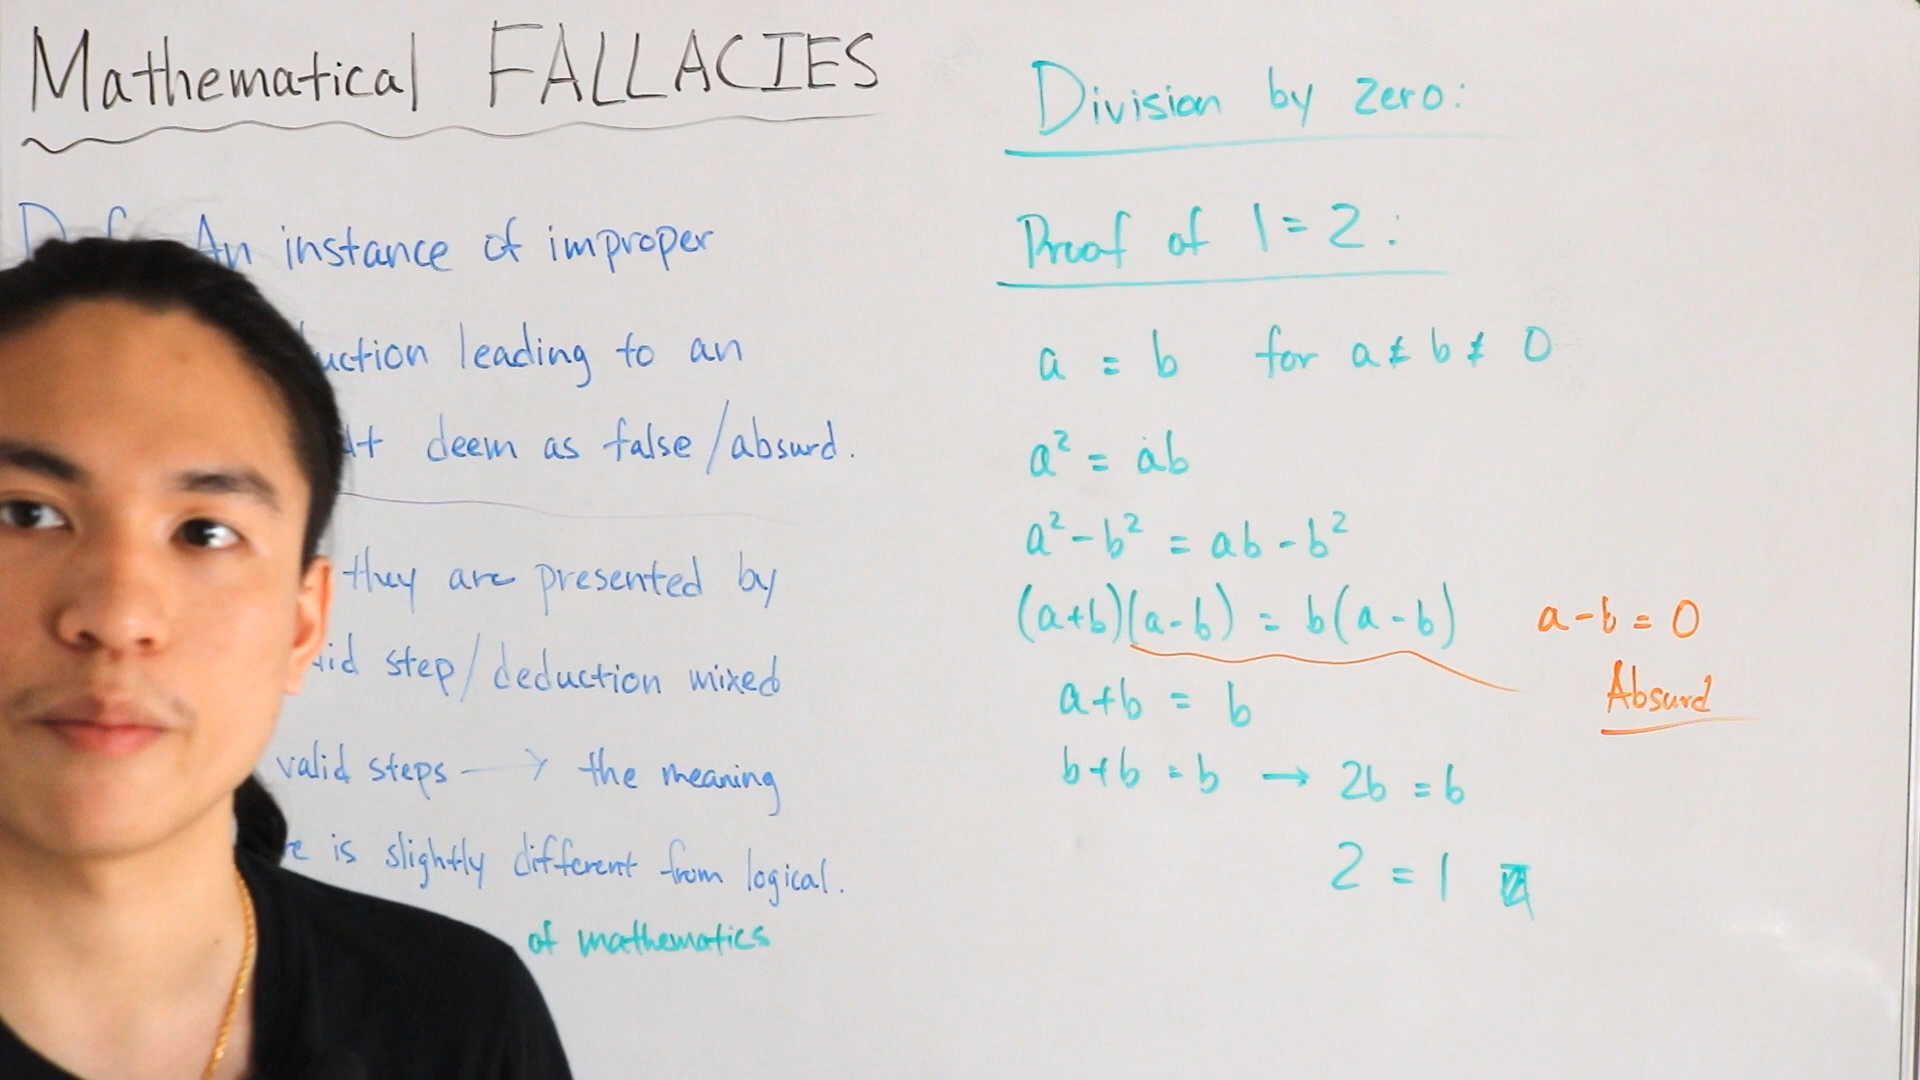 Mathematical FALLACIES
An instance of improper
uction leading to an
lt deem as false/absurd.
they are presented by
lid step/deduction mixed
valid steps → the meaning
e is slightly different from logical.
of mathematics
Division by zero:
Proof of 1 = 2:
a = b for a ≠ b ≠ 0
a² = ab
a² - b² = ab - b²
(a+b)(a-b) = b(a-b) a-b = 0
Absurd
a+b = b
b+b = b → 2b = b
2 = 1